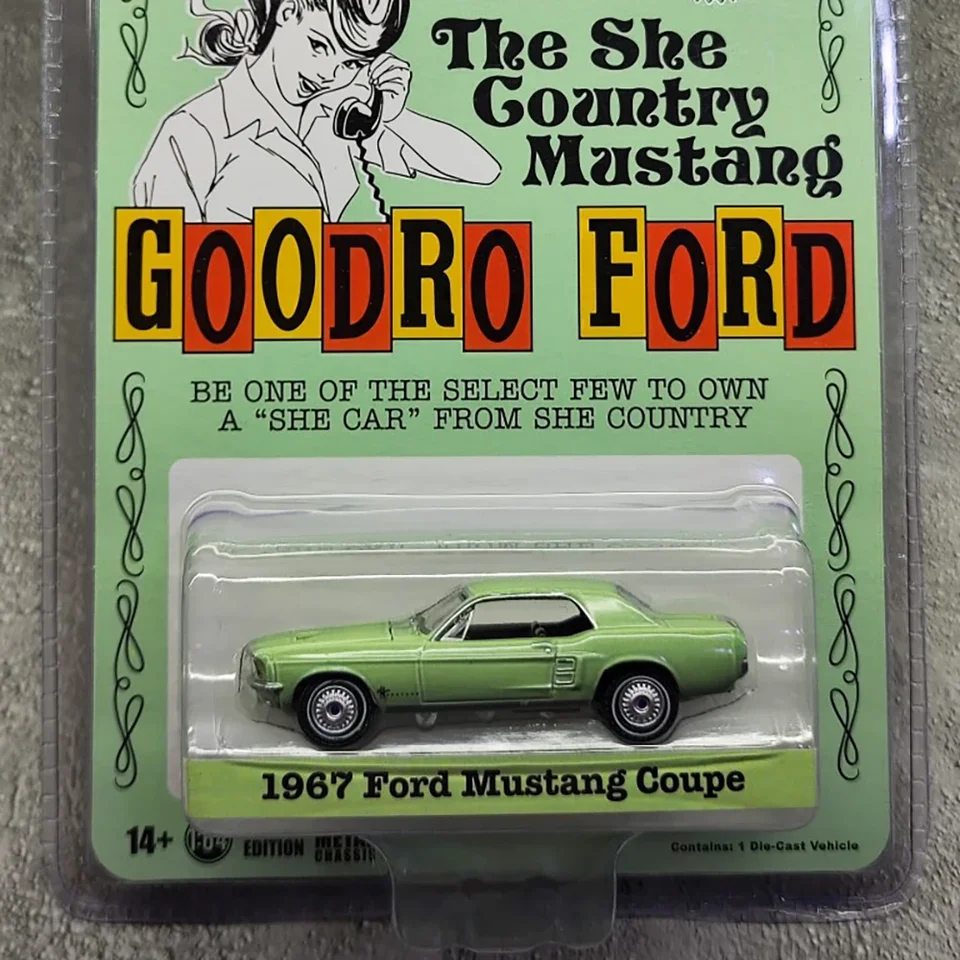 The She
Country
Mustang
GOODRO FORD
BE ONE OF THE SELECT FEW TO OWN
A "SHE CAR" FROM SHE COUNTRY
1967 Ford Mustang Coupe
14+
EDITION
Contains: 1 Die-Cast Vehicle